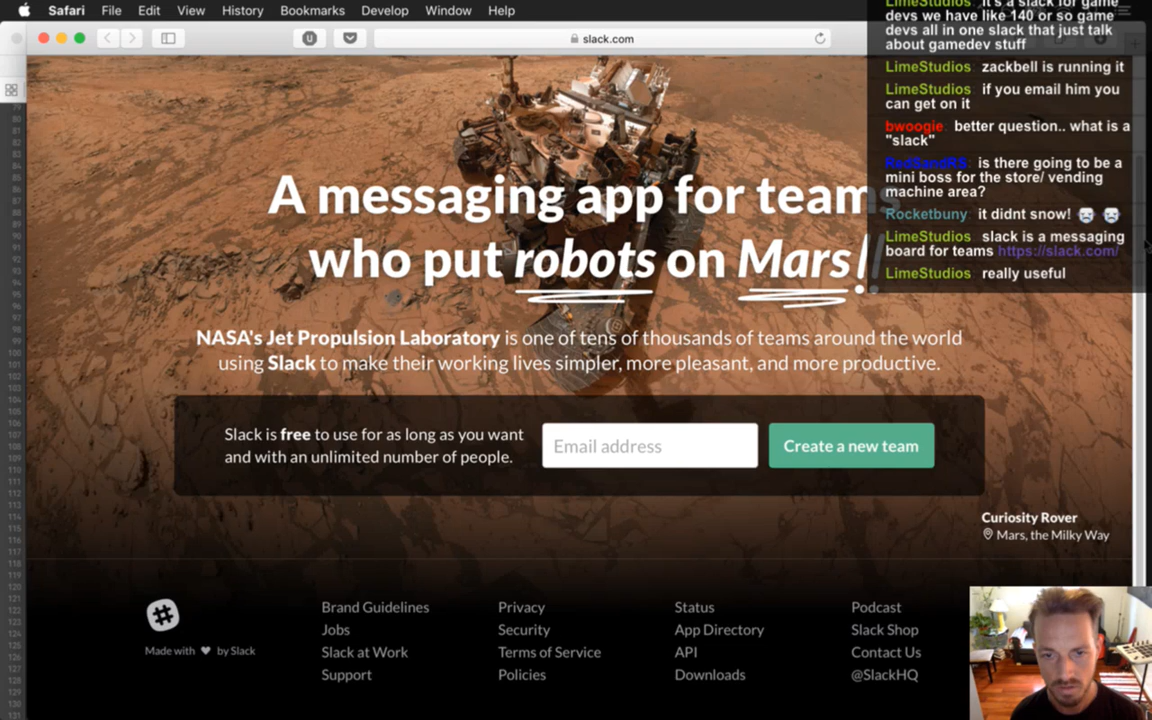 Safari File Edit View History Bookmarks Develop Window Help
slack.com
LimeStudios: it's a slack for game
devs we have like 140 or so game
devs all in one slack that just talk
about gamedev stuff
LimeStudios: zackbell is running it
LimeStudios: if you email him you
can get on it
bwoogie: better question.. what is a
"slack"
RedSandRS: is there going to be a
mini boss for the store/ vending
machine area?
Rocketbuny: it didnt snow!
LimeStudios: slack is a messaging
board for teams https://slack.com/
LimeStudios: really useful
A messaging app for teams
who put robots on Mars!
NASA's Jet Propulsion Laboratory is one of tens of thousands of teams around the world
using Slack to make their working lives simpler, more pleasant, and more productive.
Slack is free to use for as long as you want
and with an unlimited number of people.
Email address
Create a new team
Curiosity Rover
Mars, the Milky Way
Made with ♥ by Slack
Brand Guidelines
Jobs
Slack at Work
Support
Privacy
Security
Terms of Service
Policies
Status
App Directory
API
Downloads
Podcast
Slack Shop
Contact Us
@SlackHQ